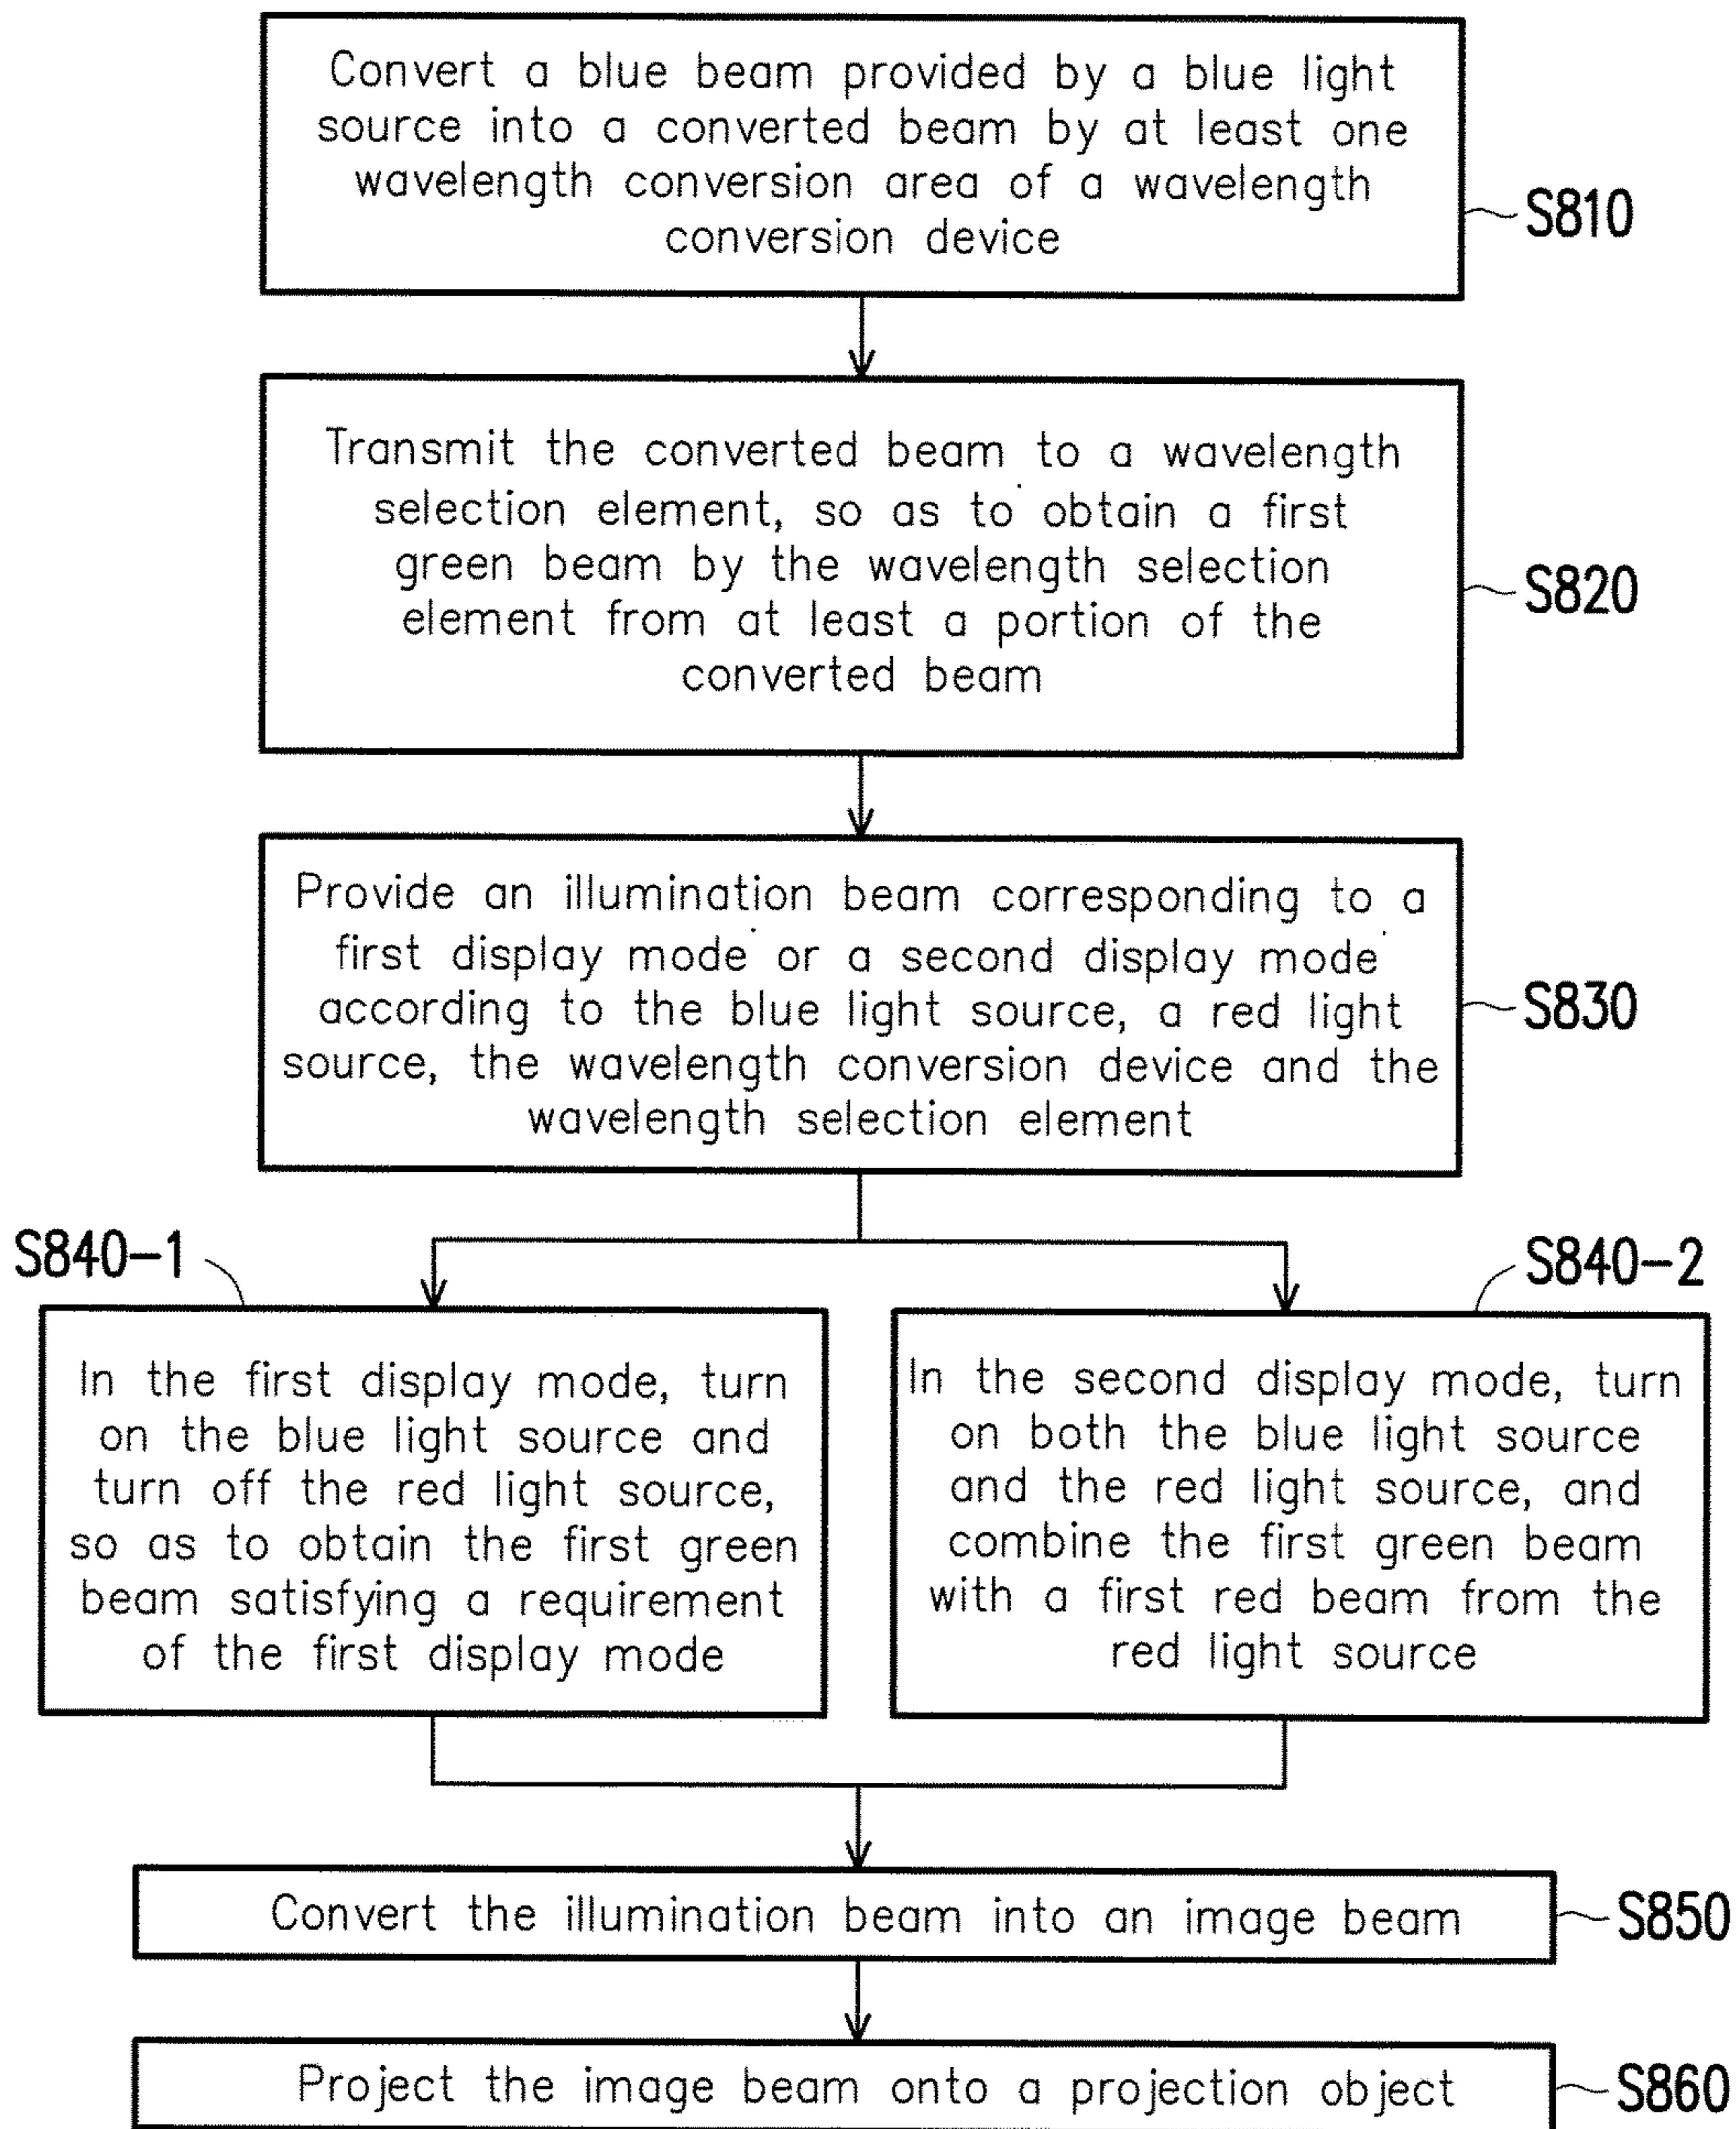 Convert a blue beam provided by a blue light
source into a converted beam by at least one
wavelength conversion area of a wavelength
conversion device
S810
Transmit the converted beam to a wavelength
selection element, so as to obtain a first
green beam by the wavelength selection
element from at least a portion of the
converted beam
S820
Provide an illumination beam corresponding to a
first display mode or a second display mode
according to the blue light source, a red light
source, the wavelength conversion device and the
wavelength selection element
S830
S840-1
In the first display mode, turn
on the blue light source and
turn off the red light source,
so as to obtain the first green
beam satisfying a requirement
of the first display mode
S840-2
In the second display mode, turn
on both the blue light source
and the red light source, and
combine the first green beam
with a first red beam from the
red light source
Convert the illumination beam into an image beam
S850
Project the image beam onto a projection object
S860